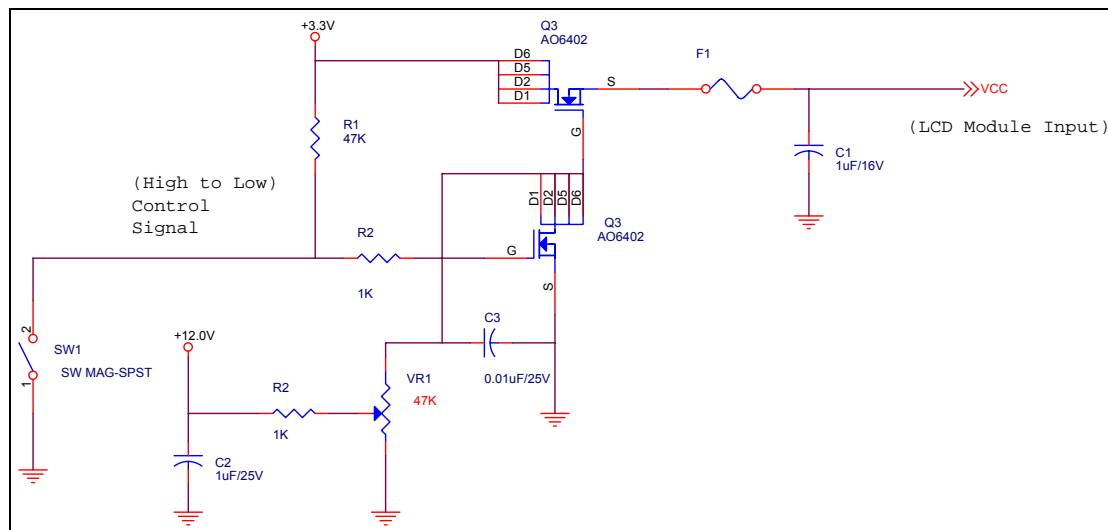 +3.3V
Q3
AO6402
D6
D5
D2
D1
S
G
F1
VCC
(LCD Module Input)
R1
47K
C1
1uF/16V
(High to Low)
Control
Signal
D1
D2
D5
D6
Q3
AO6402
G
S
R2
1K
2
SW1
SW MAG-SPST
1
+12.0V
C3
0.01uF/25V
R2
1K
VR1
47K
C2
1uF/25V